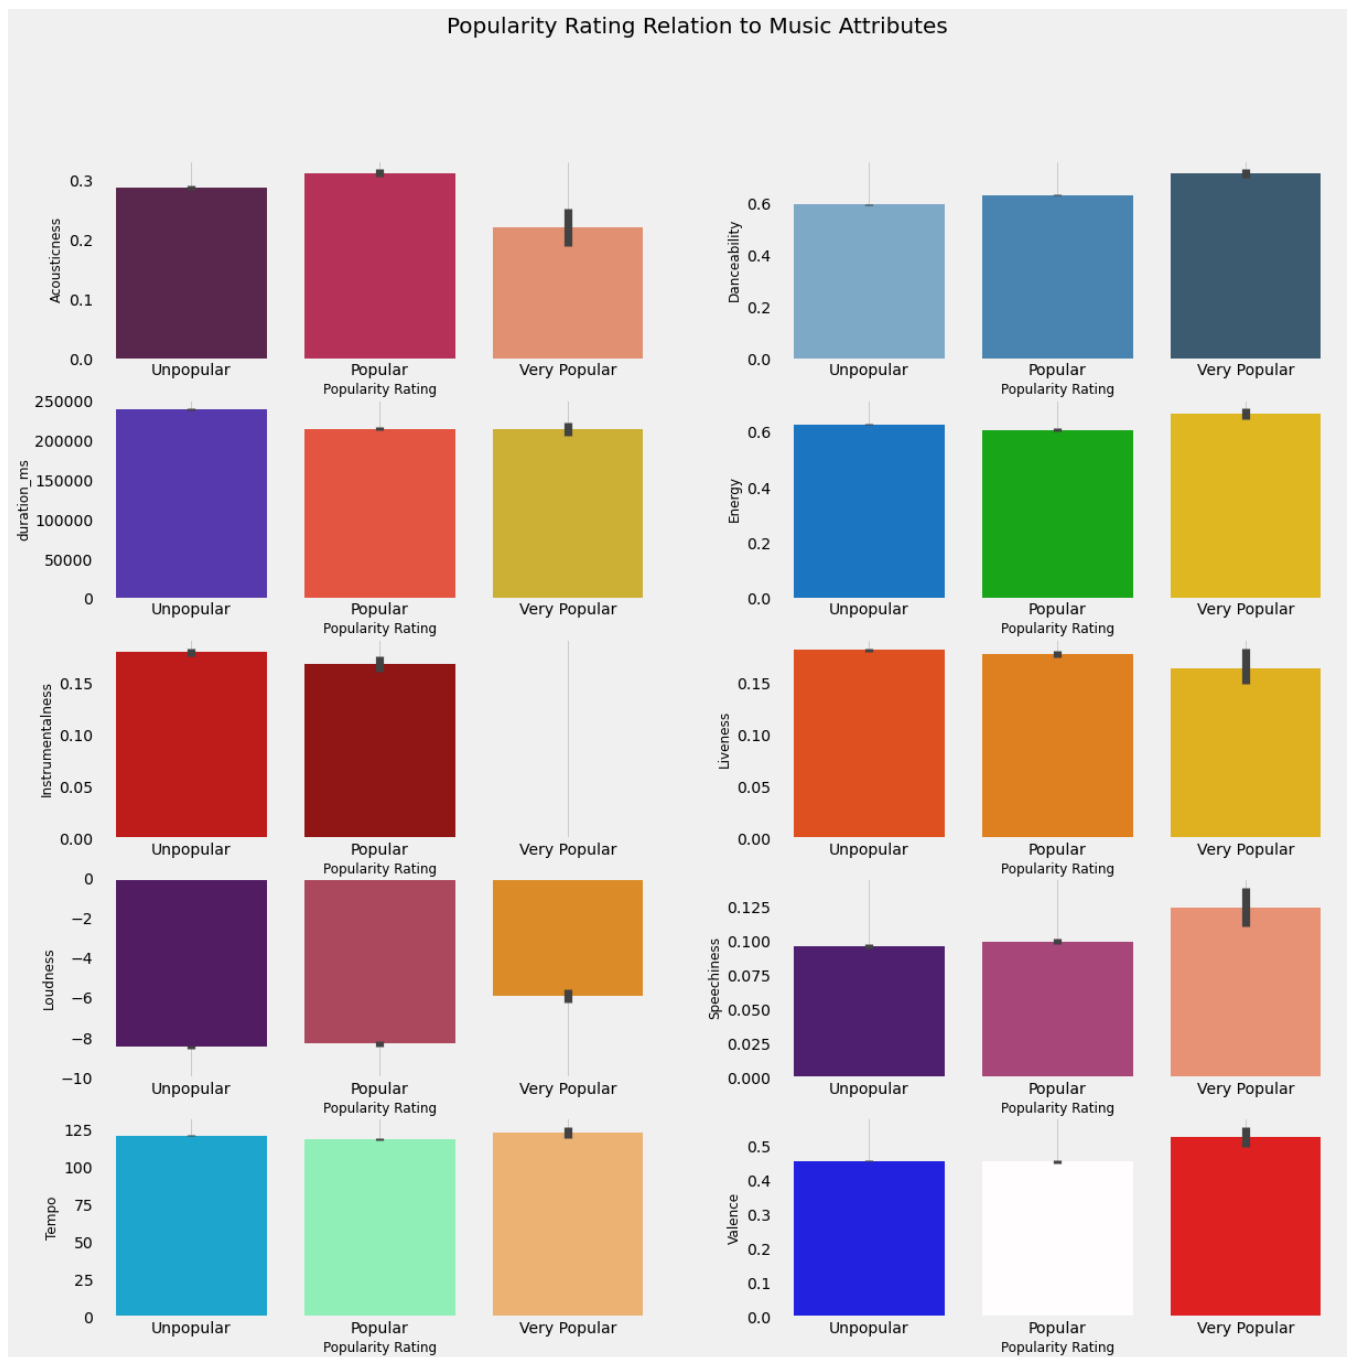 Popularity Rating Relation to Music Attributes
Acousticness
0.3
0.2
0.1
0.0
Unpopular Popular Very Popular
Popularity Rating
Danceability
0.6
0.4
0.2
0.0
Unpopular Popular Very Popular
Popularity Rating
duration_ms
250000
200000
150000
100000
50000
0
Unpopular Popular Very Popular
Popularity Rating
Energy
0.6
0.4
0.2
0.0
Unpopular Popular Very Popular
Popularity Rating
Instrumentalness
0.15
0.10
0.05
0.00
Unpopular Popular Very Popular
Popularity Rating
Liveness
0.15
0.10
0.05
0.00
Unpopular Popular Very Popular
Popularity Rating
Loudness
0
−2
−4
−6
−8
−10
Unpopular Popular Very Popular
Popularity Rating
Speechiness
0.125
0.100
0.075
0.050
0.025
0.000
Unpopular Popular Very Popular
Popularity Rating
Tempo
125
100
75
50
25
0
Unpopular Popular Very Popular
Popularity Rating
Valence
0.5
0.4
0.3
0.2
0.1
0.0
Unpopular Popular Very Popular
Popularity Rating